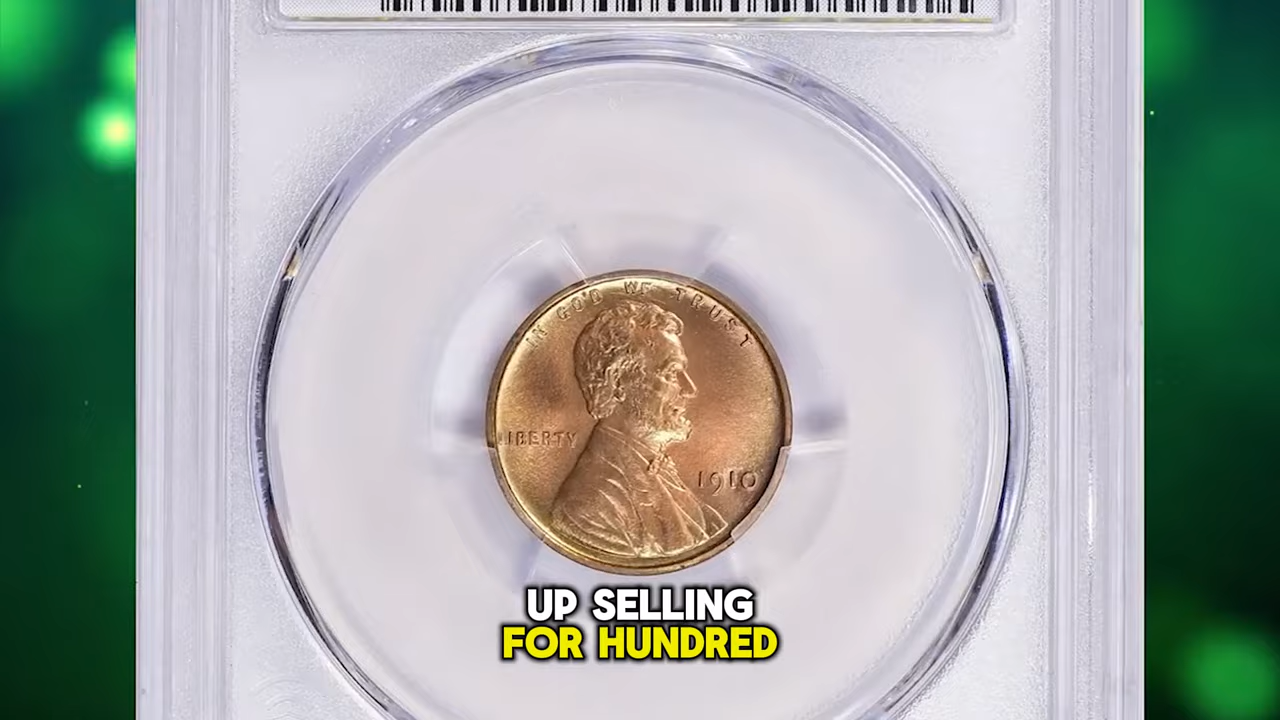 IN GOD WE TRUST
LIBERTY
1910
UP SELLING
FOR HUNDRED